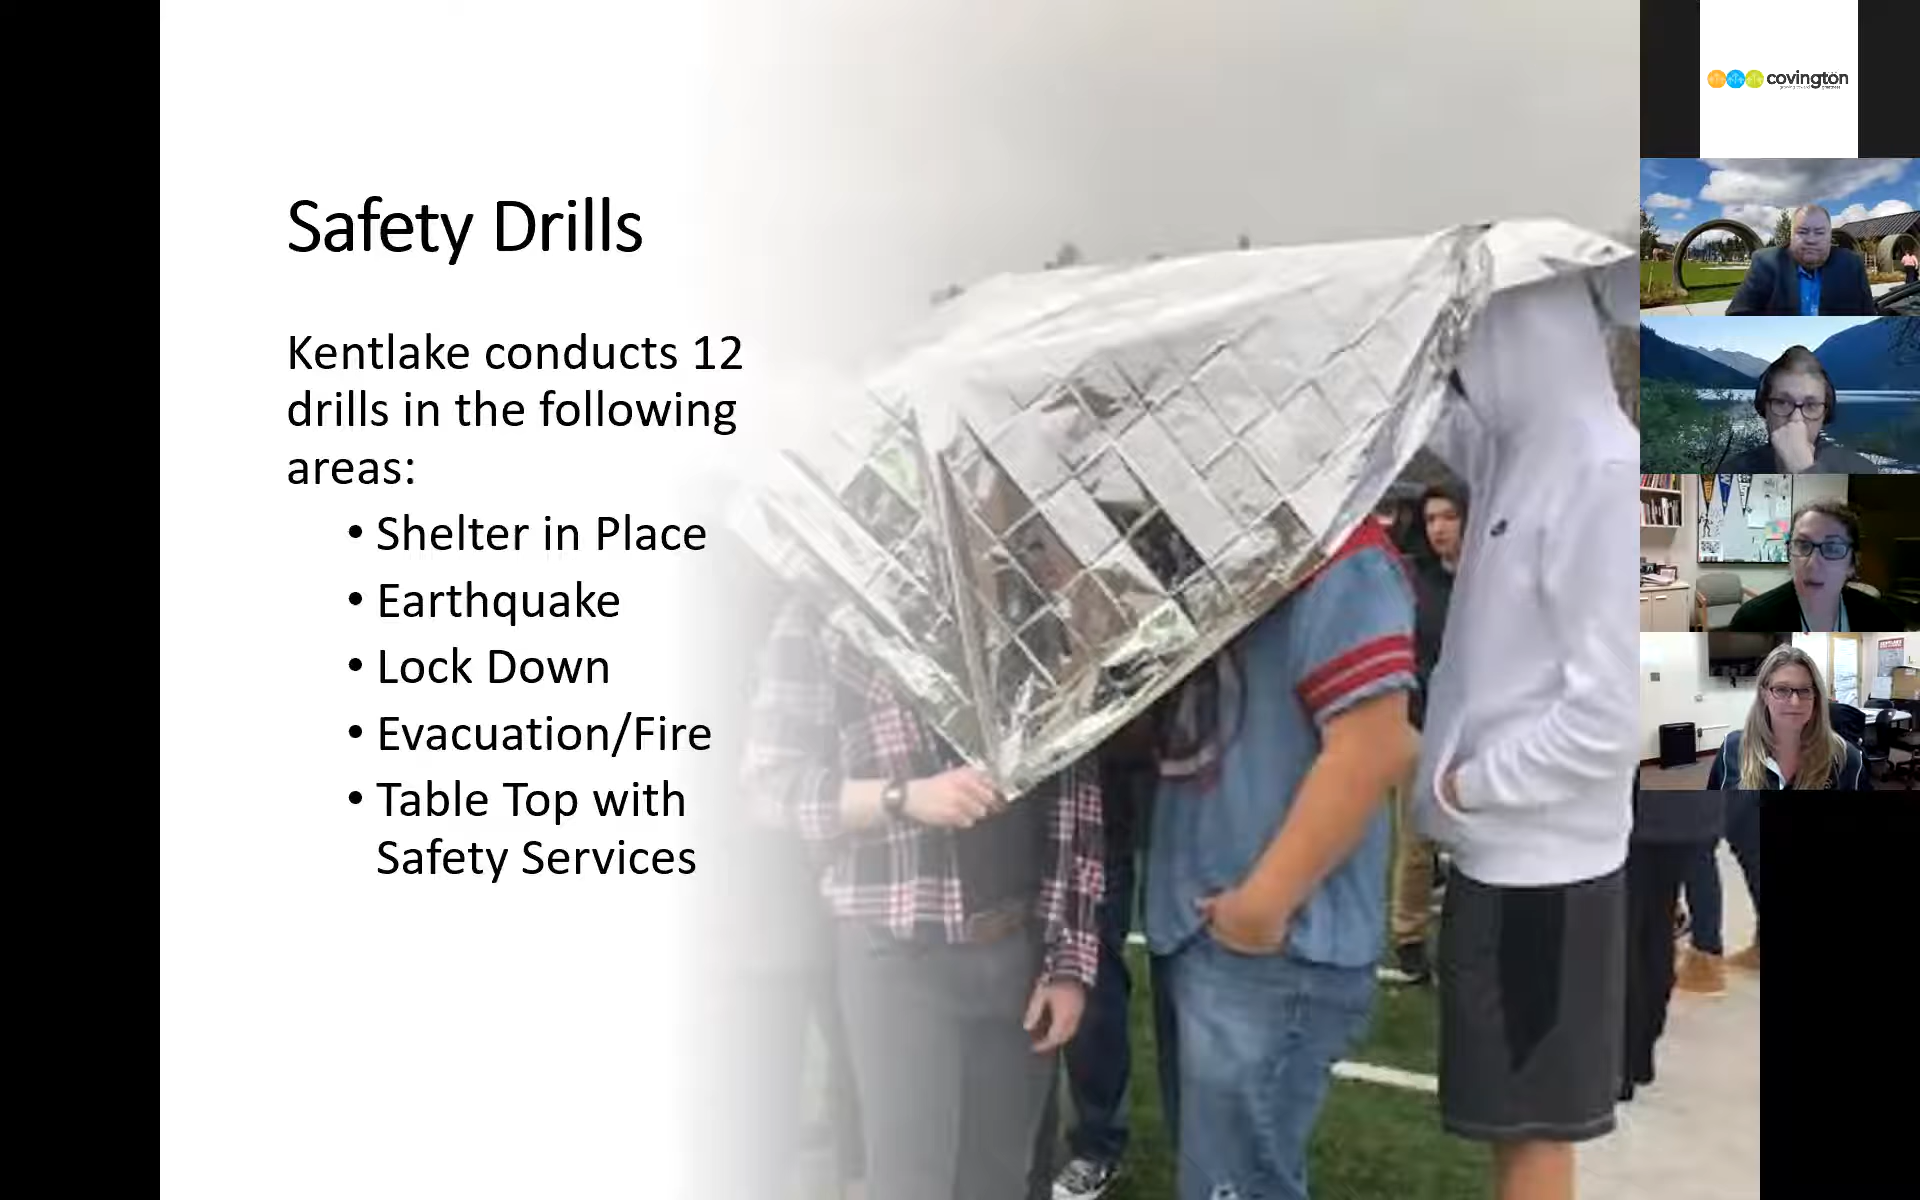 Safety Drills
Kentlake conducts 12
drills in the following
areas:
• Shelter in Place
• Earthquake
• Lock Down
• Evacuation/Fire
• Table Top with
Safety Services
covington